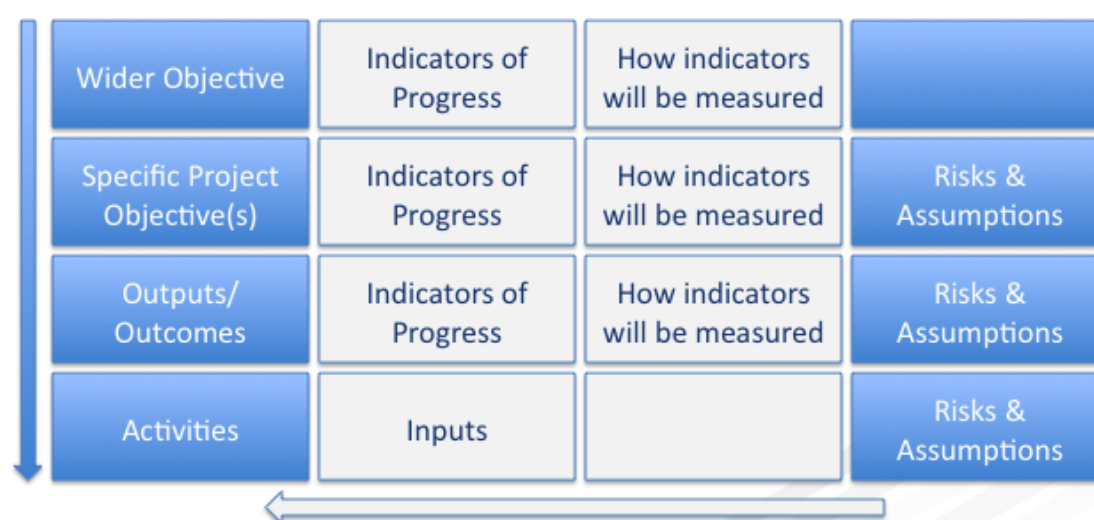 Wider Objective
Indicators of
Progress
How indicators
will be measured
Specific Project
Objective(s)
Indicators of
Progress
How indicators
will be measured
Risks &
Assumptions
Outputs/
Outcomes
Indicators of
Progress
How indicators
will be measured
Risks &
Assumptions
Activities
Inputs
Risks &
Assumptions